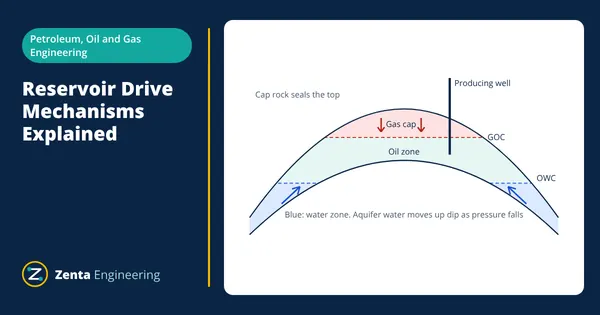 Petroleum, Oil and Gas
Engineering
Reservoir Drive
Mechanisms
Explained
Zenta Engineering
Producing well
Cap rock seals the top
Gas cap
GOC
Oil zone
OWC
Blue: water zone. Aquifer water moves up dip as pressure falls